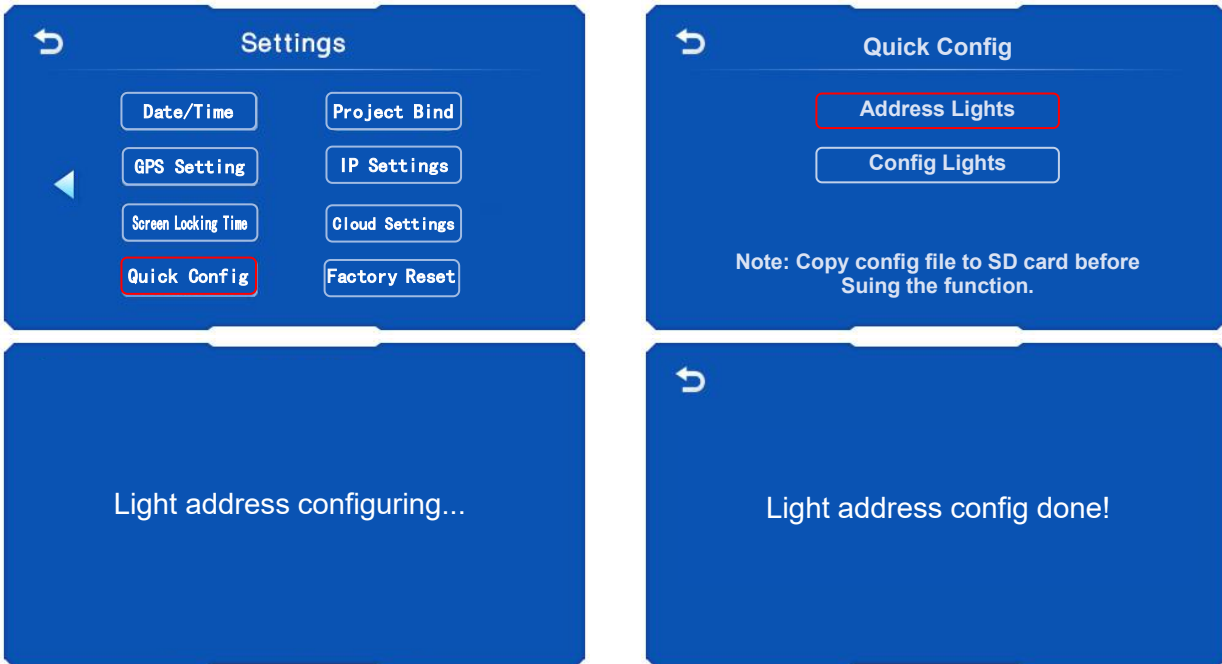 Settings
Date/Time
Project Bind
GPS Setting
IP Settings
Screen Locking Time
Cloud Settings
Quick Config
Factory Reset
Quick Config
Address Lights
Config Lights
Note: Copy config file to SD card before
Suing the function.
Light address configuring...
Light address config done!